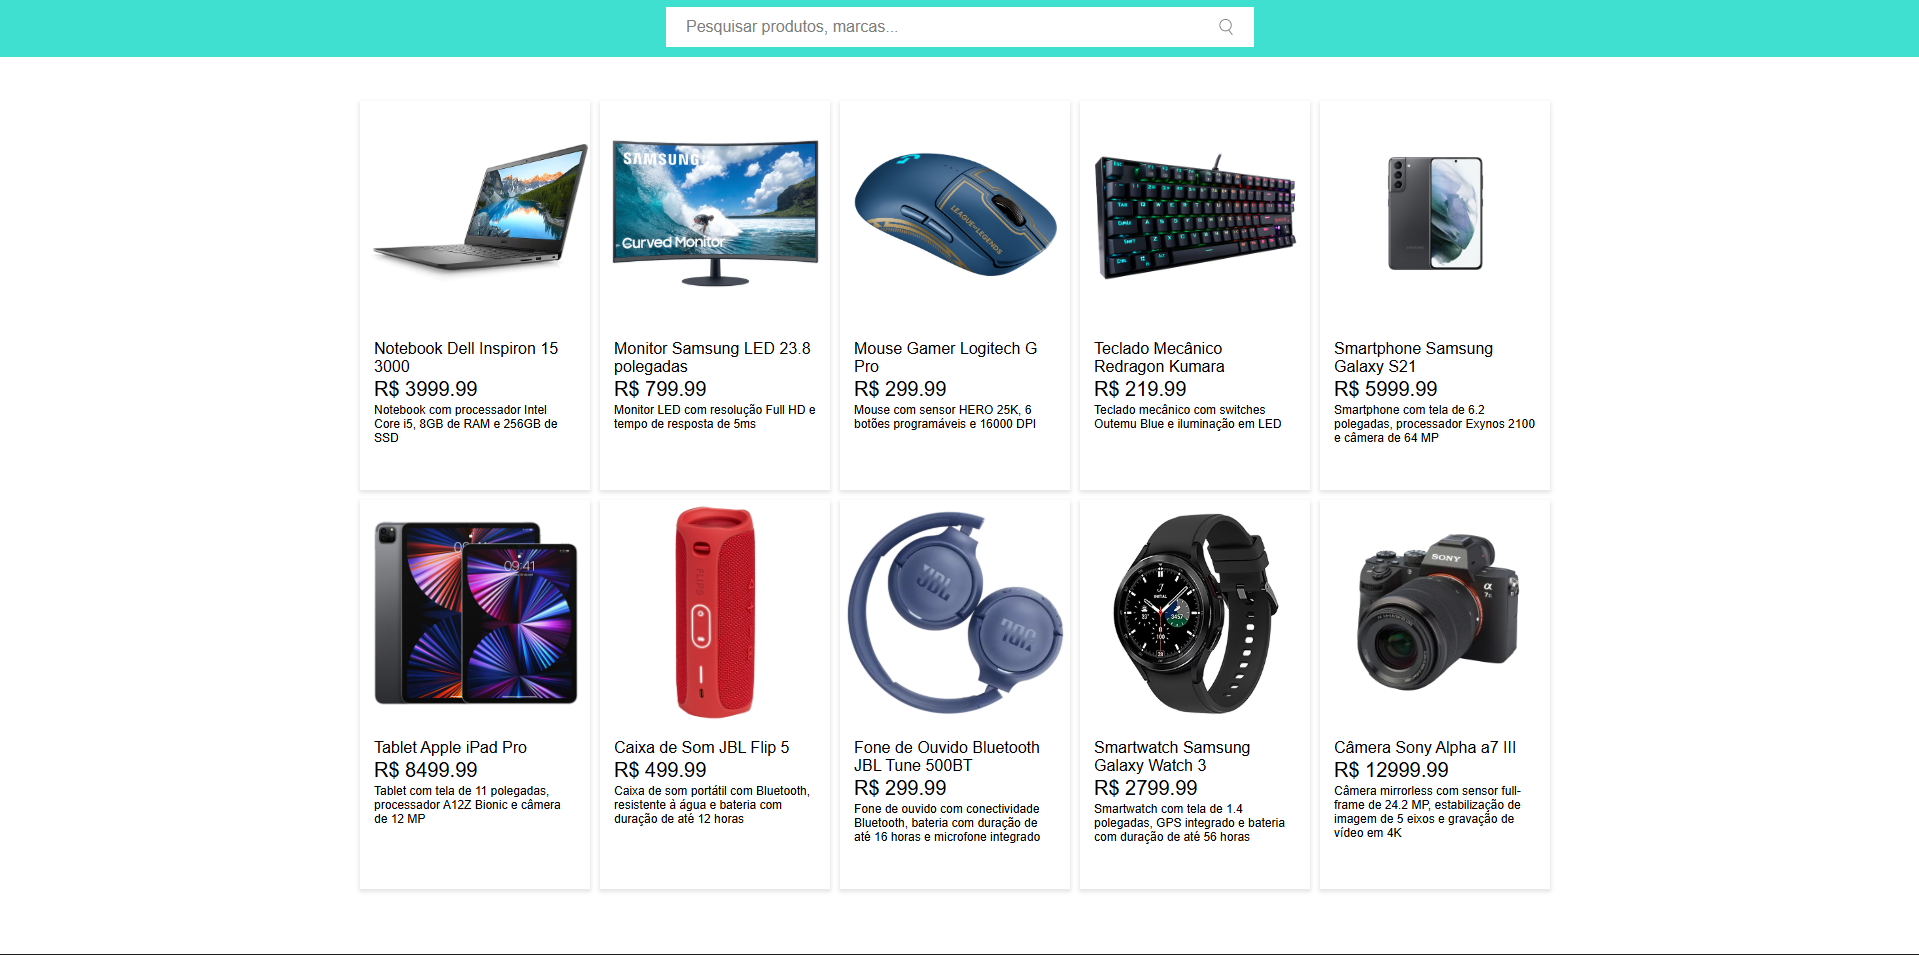 Pesquisar produtos, marcas...
SAMSUNG
Curved Monitor
LEAGUE OF LEGENDS
Notebook Dell Inspiron 15
3000
R$ 3999.99
Notebook com processador Intel
Core i5, 8GB de RAM e 256GB de
SSD
Monitor Samsung LED 23.8
polegadas
R$ 799.99
Monitor LED com resolução Full HD e
tempo de resposta de 5ms
Mouse Gamer Logitech G
Pro
R$ 299.99
Mouse com sensor HERO 25K, 6
botões programáveis e 16000 DPI
Teclado Mecânico
Redragon Kumara
R$ 219.99
Teclado mecânico com switches
Outemu Blue e iluminação em LED
Smartphone Samsung
Galaxy S21
R$ 5999.99
Smartphone com tela de 6.2
polegadas, processador Exynos 2100
e câmera de 64 MP
09:41
FLIP 5
JBL
JBL
SONY
α
Tablet Apple iPad Pro
R$ 8499.99
Tablet com tela de 11 polegadas,
processador A12Z Bionic e câmera
de 12 MP
Caixa de Som JBL Flip 5
R$ 499.99
Caixa de som portátil com Bluetooth,
resistente à água e bateria com
duração de até 12 horas
Fone de Ouvido Bluetooth
JBL Tune 500BT
R$ 299.99
Fone de ouvido com conectividade
Bluetooth, bateria com duração de
até 16 horas e microfone integrado
Smartwatch Samsung
Galaxy Watch 3
R$ 2799.99
Smartwatch com tela de 1.4
polegadas, GPS integrado e bateria
com duração de até 56 horas
Câmera Sony Alpha a7 III
R$ 12999.99
Câmera mirrorless com sensor full-
frame de 24.2 MP, estabilização de
imagem de 5 eixos e gravação de
vídeo em 4K